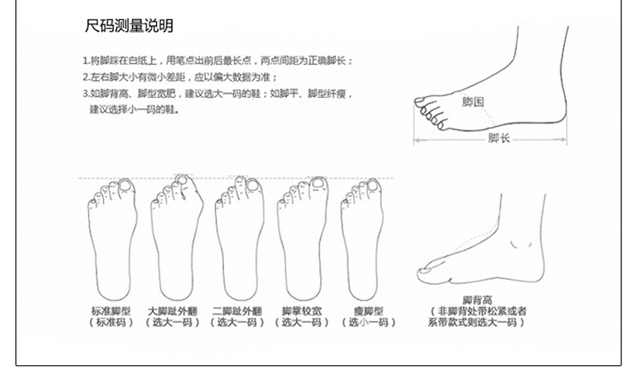 尺码测量说明
1.将脚踩在白纸上，用笔点出前后最长点，两点间距为正确脚长；
2.左右脚大小有微小差距，应以偏大数据为准；
3.如脚背高、脚型宽肥，建议选大一码的鞋；如脚平、脚型纤瘦，
建议选择小一码的鞋。
脚围
脚长
标准脚型 大脚趾外翻 二脚趾外翻 脚掌较宽 瘦脚型
（标准码） （选大一码） （选大一码） （选大一码） （选小一码）
脚背高
（非脚背处带松紧或者
系带款式则选大一码）